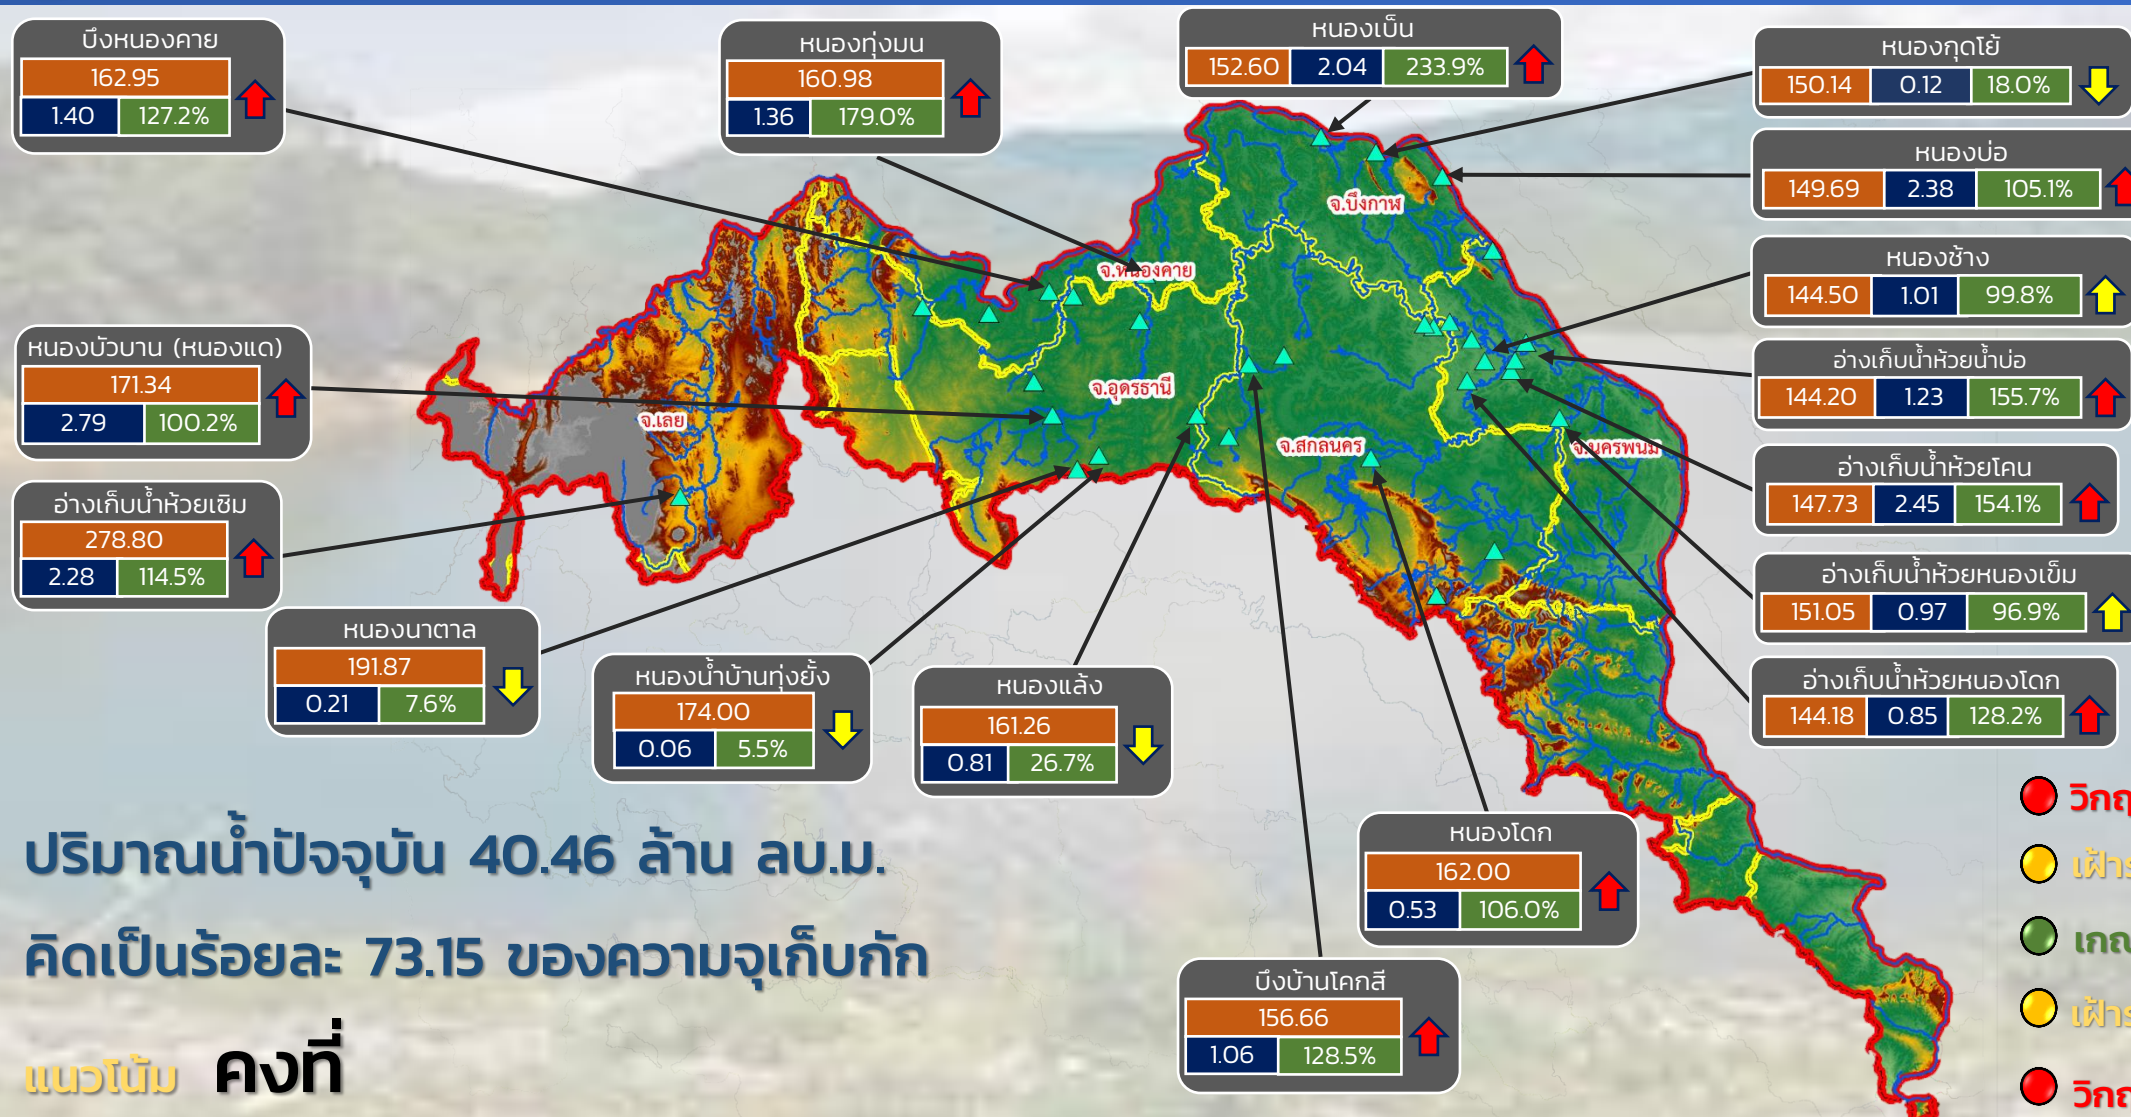 บึงหนองคาย
162.95
1.40 127.2%
หนองทุ่งมน
160.98
1.36 179.0%
หนองเบ็น
152.60 2.04 233.9%
หนองกุดโย้
150.14 0.12 18.0%
หนองบ่อ
149.69 2.38 105.1%
หนองช้าง
144.50 1.01 99.8%
อ่างเก็บน้ำห้วยน้ำบ่อ
144.20 1.23 155.7%
อ่างเก็บน้ำห้วยโคน
147.73 2.45 154.1%
อ่างเก็บน้ำห้วยหนองเข็ม
151.05 0.97 96.9%
อ่างเก็บน้ำห้วยหนองโดก
144.18 0.85 128.2%
หนองบัวบาน (หนองแด)
171.34
2.79 100.2%
อ่างเก็บน้ำห้วยเซิม
278.80
2.28 114.5%
หนองนาตาล
191.87
0.21 7.6%
หนองน้ำบ้านทุ่งยั้ง
174.00
0.06 5.5%
หนองแล้ง
161.26
0.81 26.7%
หนองโดก
162.00
0.53 106.0%
บึงบ้านโคกสี
156.66
1.06 128.5%
จ.บึงกาฬ
จ.หนองคาย
จ.อุดรธานี
จ.เลย
จ.สกลนคร
จ.นครพนม
ปริมาณน้ำปัจจุบัน 40.46 ล้าน ลบ.ม.
คิดเป็นร้อยละ 73.15 ของความจุเก็บกัก
แนวโน้ม คงที่